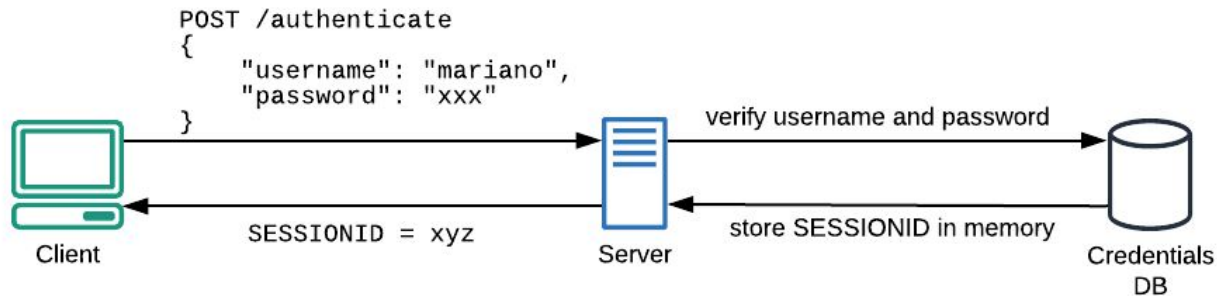 POST /authenticate
{
    "username": "mariano",
    "password": "xxx"
}
verify username and password
SESSIONID = xyz
store SESSIONID in memory
Client
Server
Credentials
DB